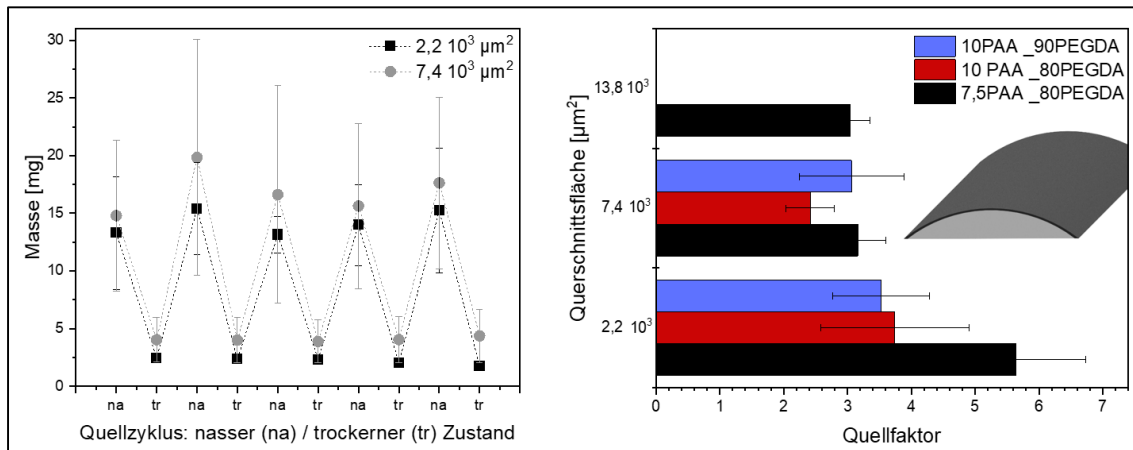 30
25
20
15
10
5
0
Masse [mg]
2,2 10³ µm²
7,4 10³ µm²
na tr na tr na tr na tr na tr
Quellzyklus: nasser (na) / trockerner (tr) Zustand
Querschnittsfläche [µm²]
13,8 10³
7,4 10³
2,2 10³
10PAA _90PEGDA
10 PAA _80PEGDA
7,5PAA _80PEGDA
0 1 2 3 4 5 6 7
Quellfaktor